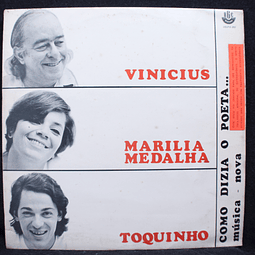 VINICIUS
MARILIA
MEDALHA
TOQUINHO
COMO DIZIA O POETA...
música - nova